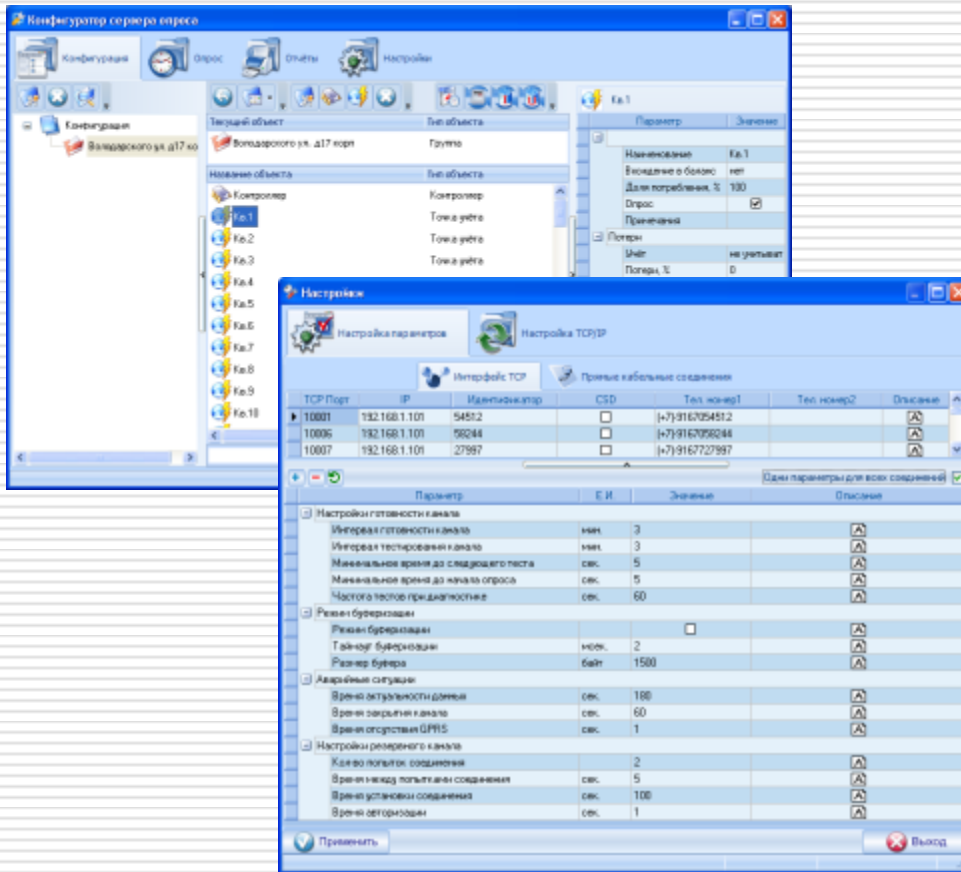 Конфигуратор сервера опроса
Конфигурация Опрос Отчёты Настройки
Кв.1
Конфигурация
Володарского ул. д17 ко
Текущий объект Тип объекта
Володарского ул. д17 корп Группа
Название объекта Тип объекта
Контроллер Контроллер
Кв.1 Точка учёта
Кв.2 Точка учёта
Кв.3 Точка учёта
Кв.4
Кв.5
Кв.6
Кв.7
Кв.8
Кв.9
Кв.10
Параметр Значение
Наименование Кв.1
Вхождение в баланс нет
Доля потребления, % 100
Опрос
Примечания
Потери
Учёт не учитыват
Потери, % 0
Настройки
Настройка параметров Настройка TCP/IP
Интерфейс TCP Прямые кабельные соединения
TCP Порт IP Идентификатор CSD Тел. номер1 Тел. номер2 Описание
10001 192.168.1.101 54512 (+7)-9167054512
10006 192.168.1.101 58244 (+7)-9167058244
10007 192.168.1.101 27997 (+7)-9167727997
Одни параметры для всех соединений
Параметр Е.И. Значение Описание
Настройки готовности канала
Интервал готовности канала мин. 3
Интервал тестирования канала мин. 3
Минимальное время до следующего теста сек. 5
Минимальное время до начала опроса сек. 5
Частота тестов при диагностике сек. 60
Режим буферизации
Режим буферизации
Таймаут буферизации мсек. 2
Размер буфера байт 1500
Аварийные ситуации
Время актуальности данных сек. 180
Время закрытия канала сек. 60
Время отсутствия GPRS сек. 1
Настройки резервного канала
Кол-во попыток соединения 2
Время между попытками соединения сек. 5
Время установки соединения сек. 100
Время авторизации сек. 1
Применить Выход